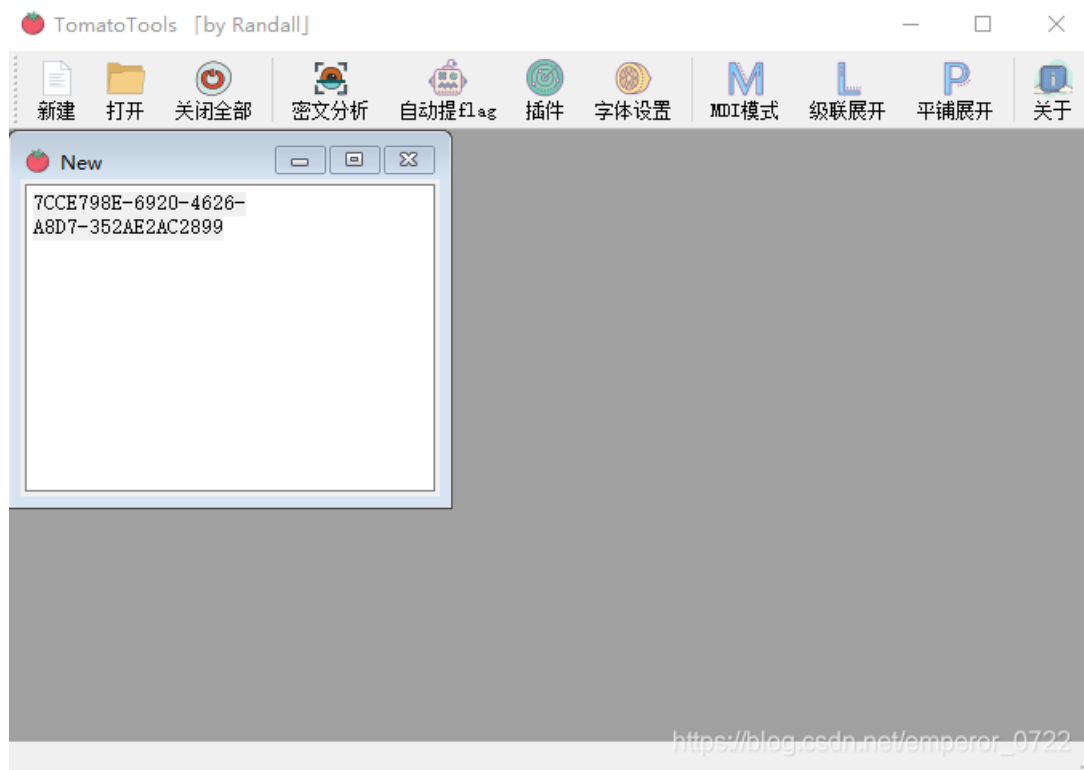 TomatoTools 「by Randall」
新建 打开 关闭全部 密文分析 自动提flag 插件 字体设置 MDI模式 级联展开 平铺展开 关于
New
7CCE798E-6920-4626-
A8D7-352AE2AC2899
https://blog.csdn.net/emperor_0722